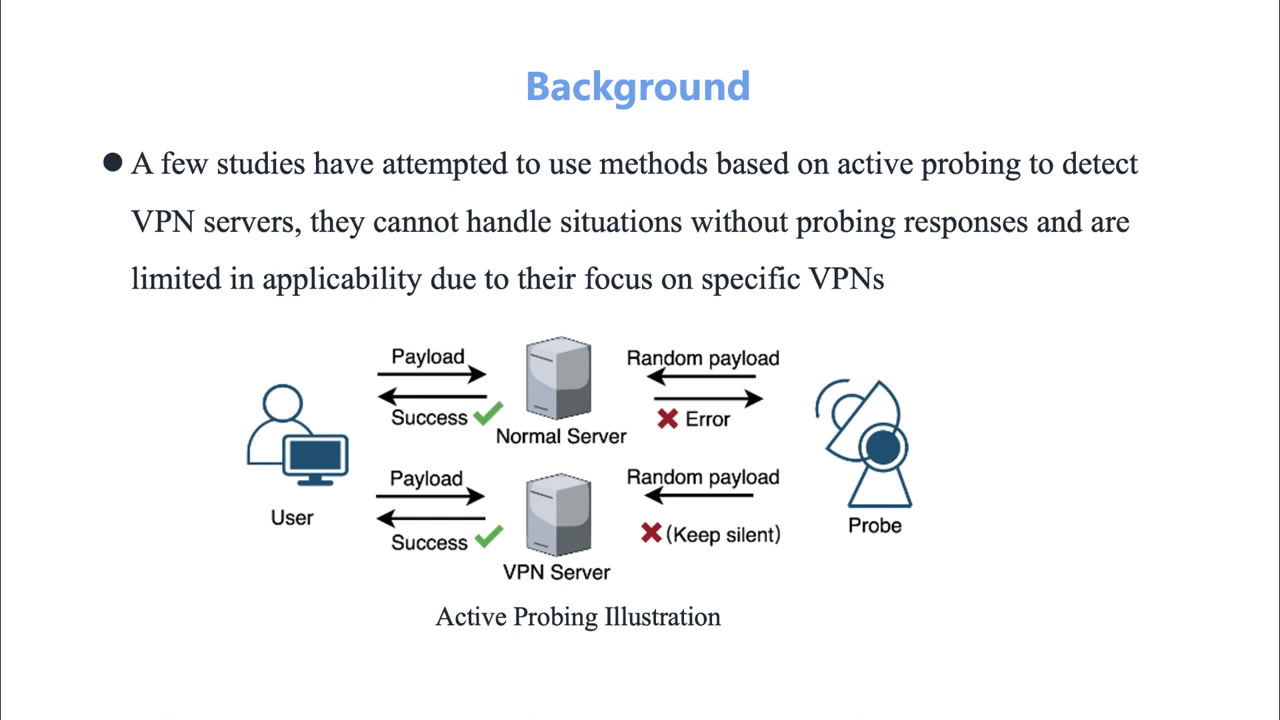 Background
● A few studies have attempted to use methods based on active probing to detect
VPN servers, they cannot handle situations without probing responses and are
limited in applicability due to their focus on specific VPNs
Payload
Success
Normal Server
Random payload
Error
User
Payload
Success
VPN Server
Random payload
(Keep silent)
Probe
Active Probing Illustration